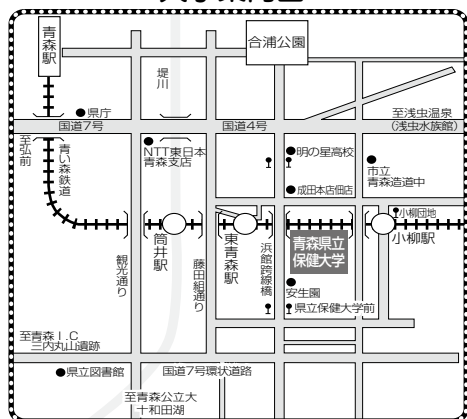 青森駅
合浦公園
堤川
県庁
国道7号
国道4号
至浅虫温泉
(浅虫水族館)
至弘前
青い森鉄道
NTT東日本
青森支店
明の星高校
市立
青森造道中
成田本店佃店
小柳団地
筒井駅
東青森駅
小柳駅
青森県立
保健大学
観光通り
藤田組通り
浜館跨線橋
安生園
県立保健大学前
至青森I.C
三内丸山遺跡
県立図書館
国道7号環状道路
至青森公立大
十和田湖